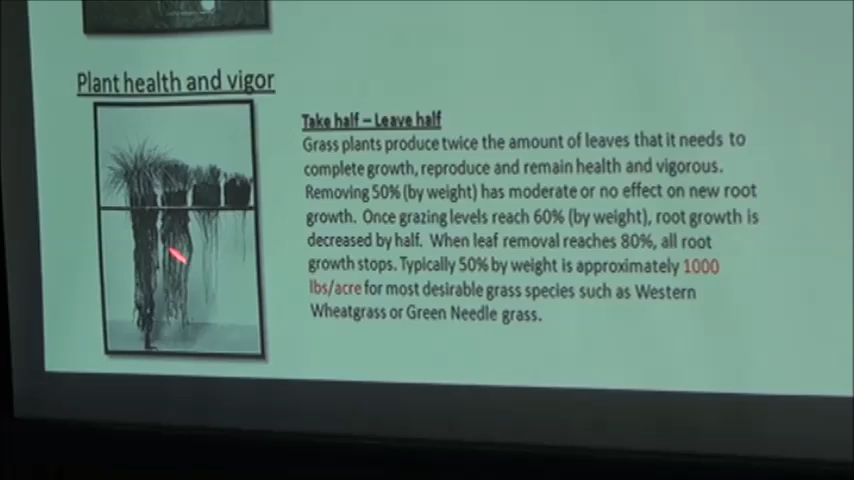 Plant health and vigor
Take half – Leave half
Grass plants produce twice the amount of leaves that it needs to
complete growth, reproduce and remain health and vigorous.
Removing 50% (by weight) has moderate or no effect on new root
growth. Once grazing levels reach 60% (by weight), root growth is
decreased by half. When leaf removal reaches 80%, all root
growth stops. Typically 50% by weight is approximately 1000
lbs/acre for most desirable grass species such as Western
Wheatgrass or Green Needle grass.